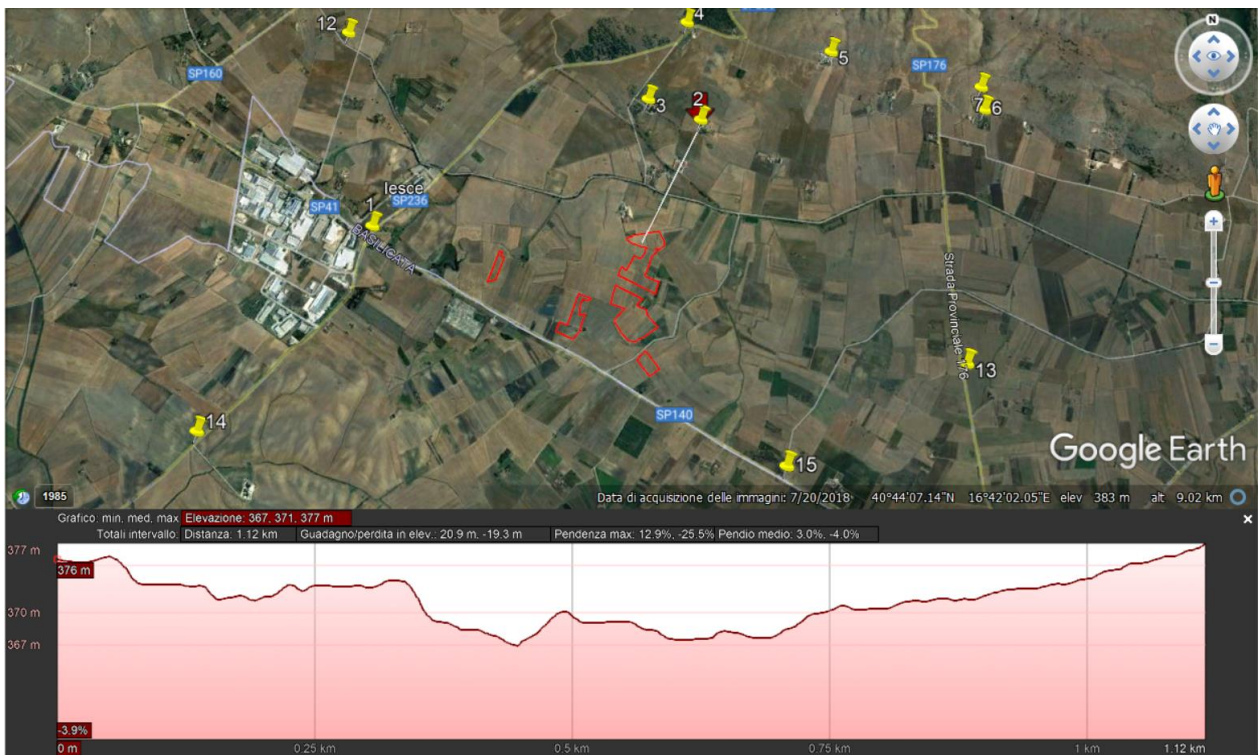 12
4
5
SP160
SP176
N
3
2
7
6
Iesce
SP236
SP41
1
BASILICATA
Strada Provinciale 176
13
14
SP140
15
Google Earth
1985
Data di acquisizione delle immagini: 7/20/2018 40°44'07.14"N 16°42'02.05"E elev 383 m alt 9.02 km
Grafico: min, med, max Elevazione: 367, 371, 377 m
Totali intervallo: Distanza: 1.12 km Guadagno/perdita in elev.: 20.9 m, -19.3 m Pendenza max: 12.9%, -25.5% Pendio medio: 3.0%, -4.0%
377 m
376 m
370 m
367 m
-3.9%
0 m 0.25 km 0.5 km 0.75 km 1 km 1.12 km